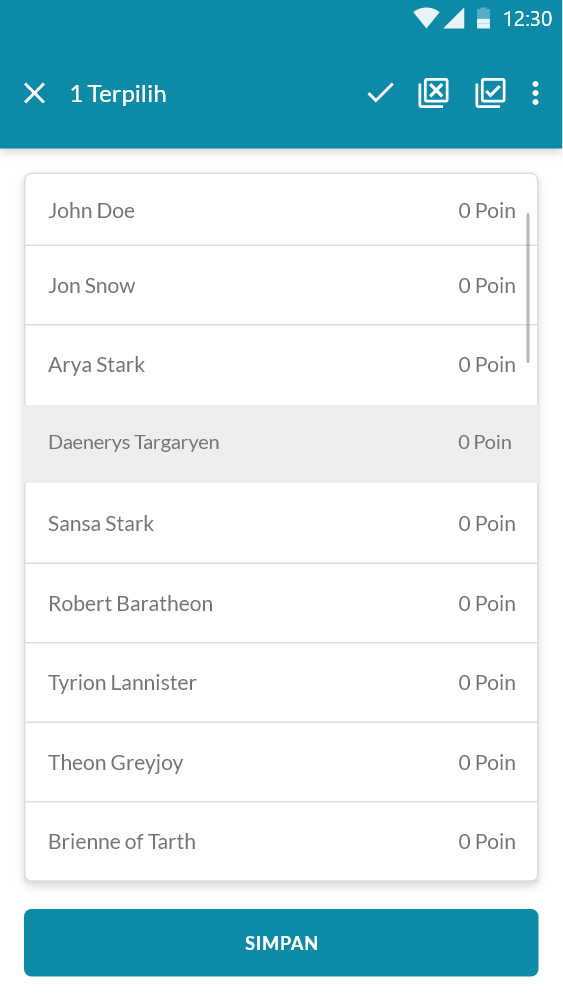 12:30
1 Terpilih
John Doe 0 Poin
Jon Snow 0 Poin
Arya Stark 0 Poin
Daenerys Targaryen 0 Poin
Sansa Stark 0 Poin
Robert Baratheon 0 Poin
Tyrion Lannister 0 Poin
Theon Greyjoy 0 Poin
Brienne of Tarth 0 Poin
SIMPAN